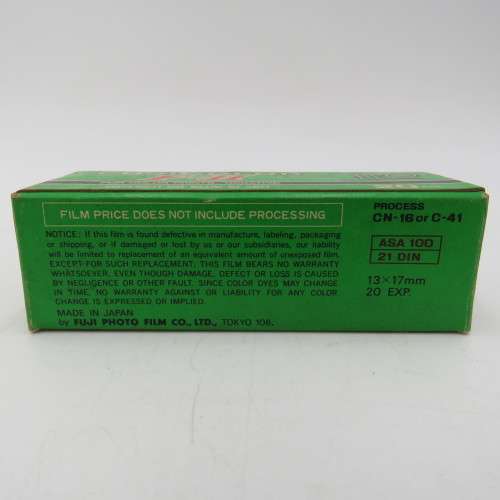 FILM PRICE DOES NOT INCLUDE PROCESSING
NOTICE: If this film is found defective in manufacture, labeling, packaging
or shipping, or if damaged or lost by us or our subsidiaries, our liability
will be limited to replacement of an equivalent amount of unexposed film.
EXCEPT FOR SUCH REPLACEMENT, THIS FILM BEARS NO WARRANTY
WHATSOEVER. EVEN THOUGH DAMAGE, DEFECT OR LOSS IS CAUSED
BY NEGLIGENCE OR OTHER FAULT. SINCE COLOR DYES MAY CHANGE
IN TIME, NO WARRANTY AGAINST OR LIABILITY FOR ANY COLOR
CHANGE IS EXPRESSED OR IMPLIED.
MADE IN JAPAN
by FUJI PHOTO FILM CO., LTD., TOKYO 106.
PROCESS
CN-16 or C-41
ASA 100
21 DIN
13×17mm
20 EXP.